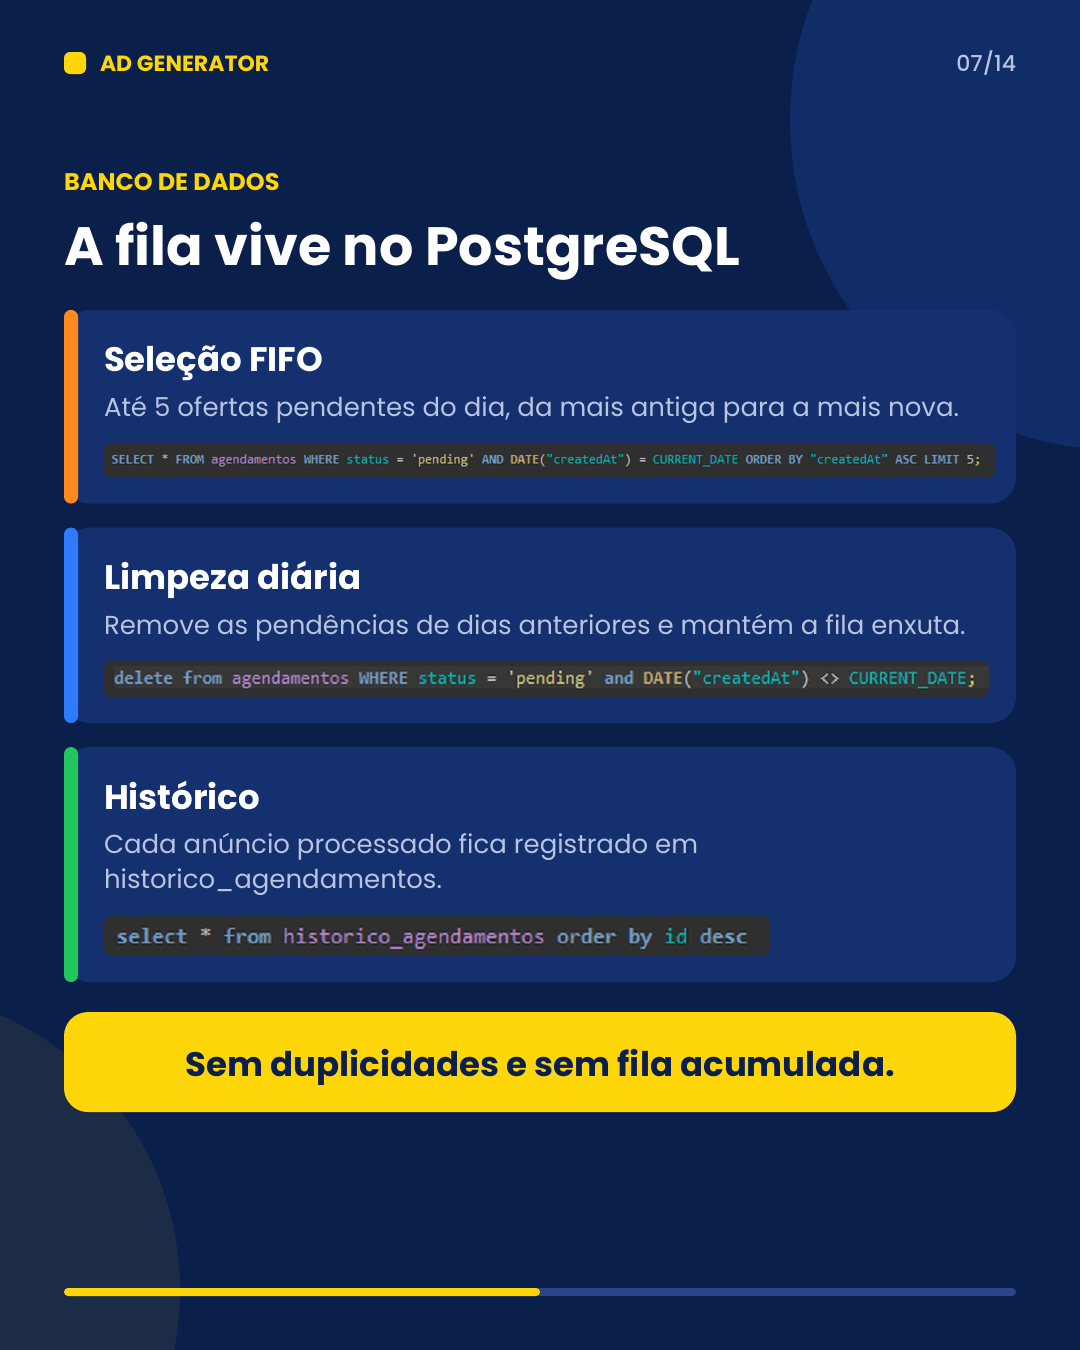 AD GENERATOR
07/14
BANCO DE DADOS
A fila vive no PostgreSQL
Seleção FIFO
Até 5 ofertas pendentes do dia, da mais antiga para a mais nova.
SELECT * FROM agendamentos WHERE status = 'pending' AND DATE("createdAt") = CURRENT_DATE ORDER BY "createdAt" ASC LIMIT 5;
Limpeza diária
Remove as pendências de dias anteriores e mantém a fila enxuta.
delete from agendamentos WHERE status = 'pending' and DATE("createdAt") <> CURRENT_DATE;
Histórico
Cada anúncio processado fica registrado em
historico_agendamentos.
select * from historico_agendamentos order by id desc
Sem duplicidades e sem fila acumulada.